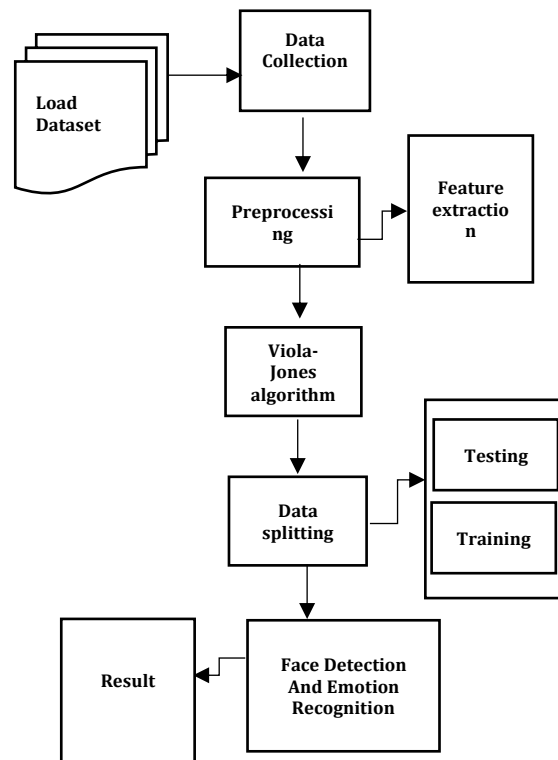 Load
Dataset
Data
Collection
Preprocessi
ng
Feature
extractio
n
Viola-
Jones
algorithm
Data
splitting
Testing
Training
Face Detection
And Emotion
Recognition
Result